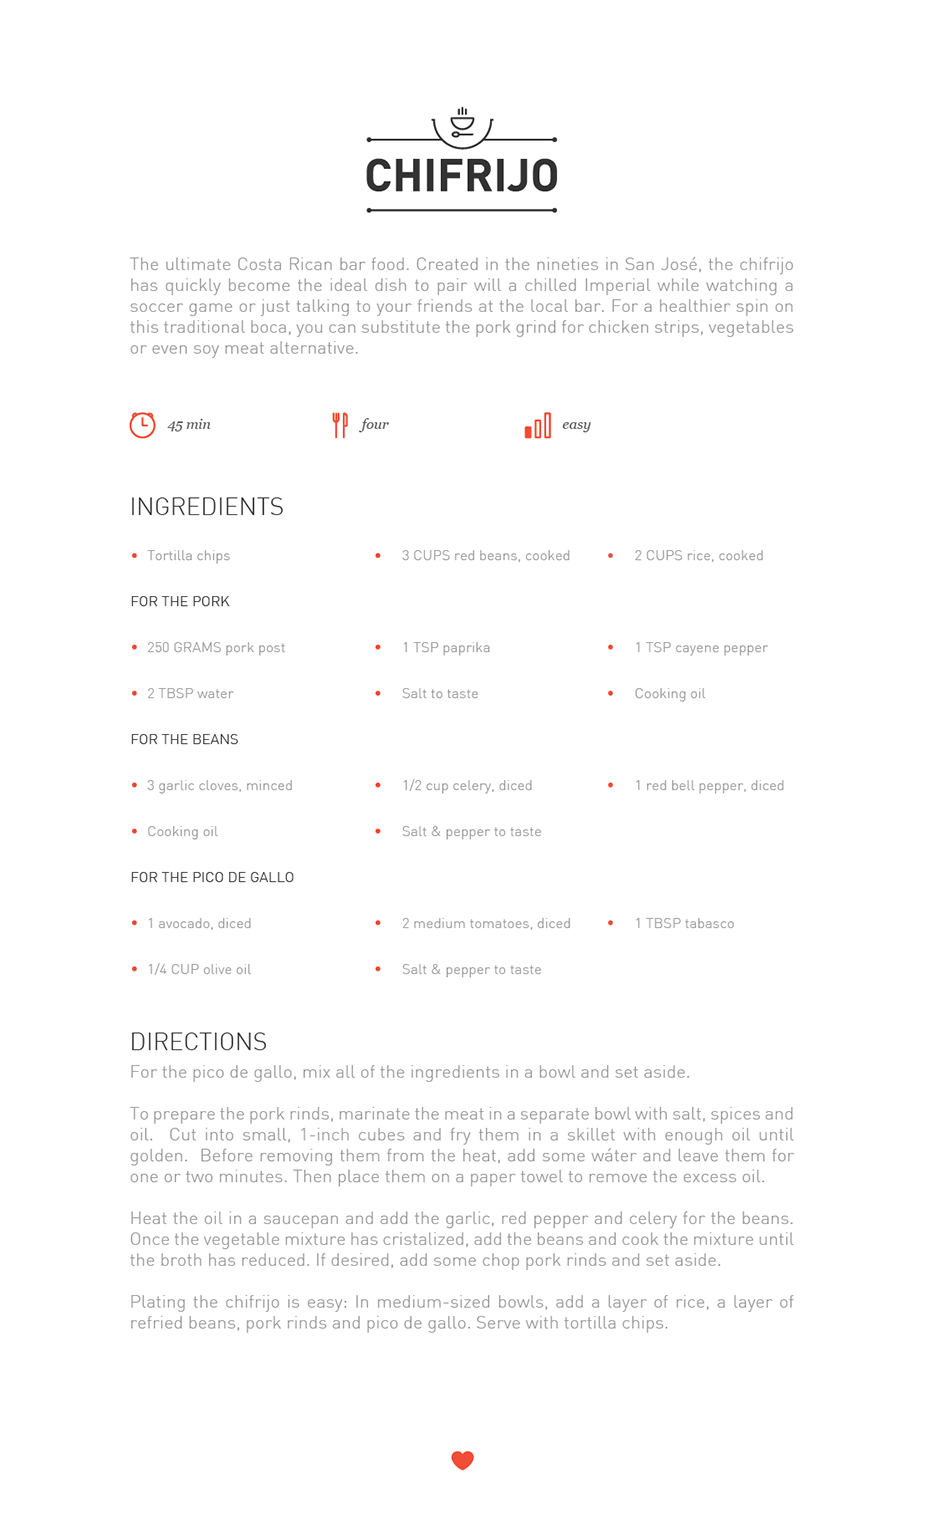 CHIFRIJO
The ultimate Costa Rican bar food. Created in the nineties in San José, the chifrijo
has quickly become the ideal dish to pair will a chilled Imperial while watching a
soccer game or just talking to your friends at the local bar. For a healthier spin on
this traditional boca, you can substitute the pork grind for chicken strips, vegetables
or even soy meat alternative.
45 min four easy
INGREDIENTS
• Tortilla chips • 3 CUPS red beans, cooked • 2 CUPS rice, cooked
FOR THE PORK
• 250 GRAMS pork post • 1 TSP paprika • 1 TSP cayene pepper
• 2 TBSP water • Salt to taste • Cooking oil
FOR THE BEANS
• 3 garlic cloves, minced • 1/2 cup celery, diced • 1 red bell pepper, diced
• Cooking oil • Salt & pepper to taste
FOR THE PICO DE GALLO
• 1 avocado, diced • 2 medium tomatoes, diced • 1 TBSP tabasco
• 1/4 CUP olive oil • Salt & pepper to taste
DIRECTIONS
For the pico de gallo, mix all of the ingredients in a bowl and set aside.
To prepare the pork rinds, marinate the meat in a separate bowl with salt, spices and
oil. Cut into small, 1-inch cubes and fry them in a skillet with enough oil until
golden. Before removing them from the heat, add some wáter and leave them for
one or two minutes. Then place them on a paper towel to remove the excess oil.
Heat the oil in a saucepan and add the garlic, red pepper and celery for the beans.
Once the vegetable mixture has cristalized, add the beans and cook the mixture until
the broth has reduced. If desired, add some chop pork rinds and set aside.
Plating the chifrijo is easy: In medium-sized bowls, add a layer of rice, a layer of
refried beans, pork rinds and pico de gallo. Serve with tortilla chips.